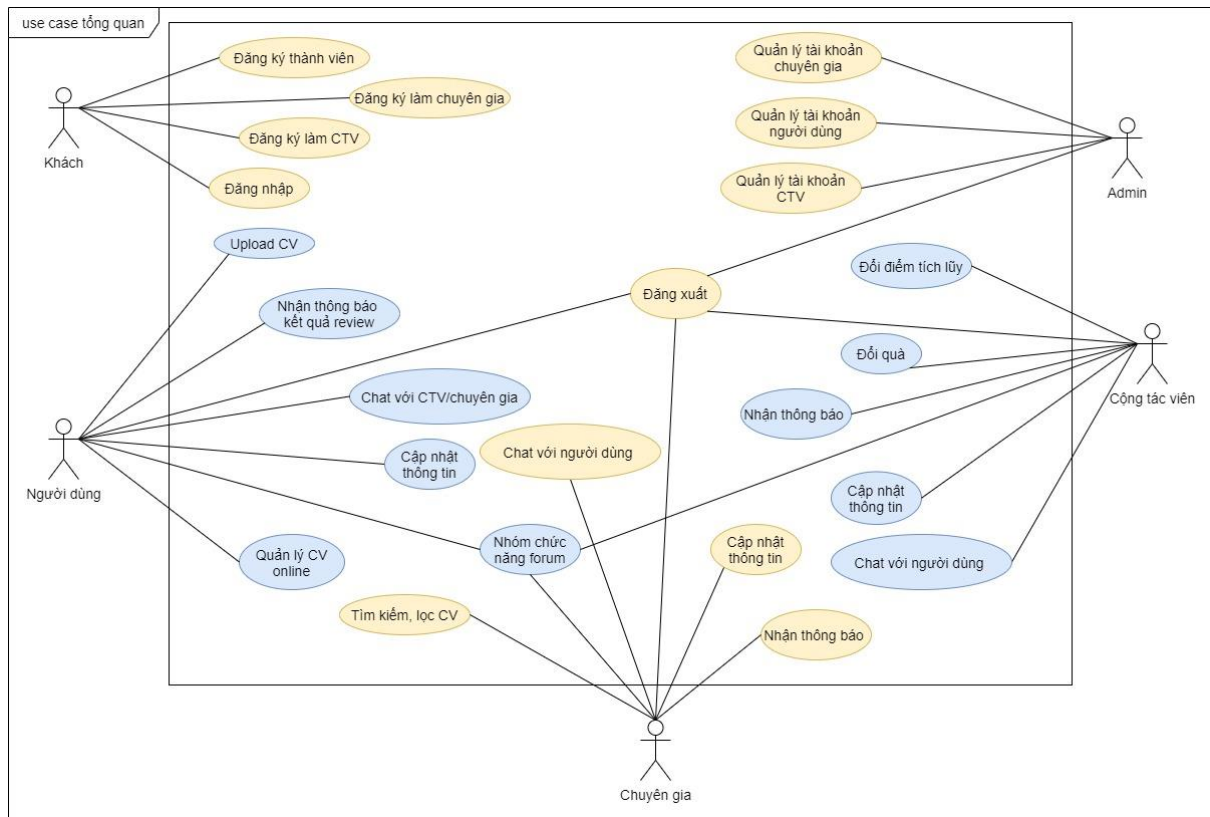 use case tổng quan
Đăng ký thành viên
Quản lý tài khoản
chuyên gia
Đăng ký làm chuyên gia
Quản lý tài khoản
người dùng
Đăng ký làm CTV
Khách
Đăng nhập
Quản lý tài khoản
CTV
Admin
Upload CV
Đổi điểm tích lũy
Đăng xuất
Nhận thông báo
kết quả review
Đổi quà
Chat với CTV/chuyên gia
Nhận thông báo
Cộng tác viên
Chat với người dùng
Cập nhật
thông tin
Người dùng
Cập nhật
thông tin
Nhóm chức
năng forum
Cập nhật
thông tin
Quản lý CV
online
Chat với người dùng
Tìm kiếm, lọc CV
Nhận thông báo
Chuyên gia